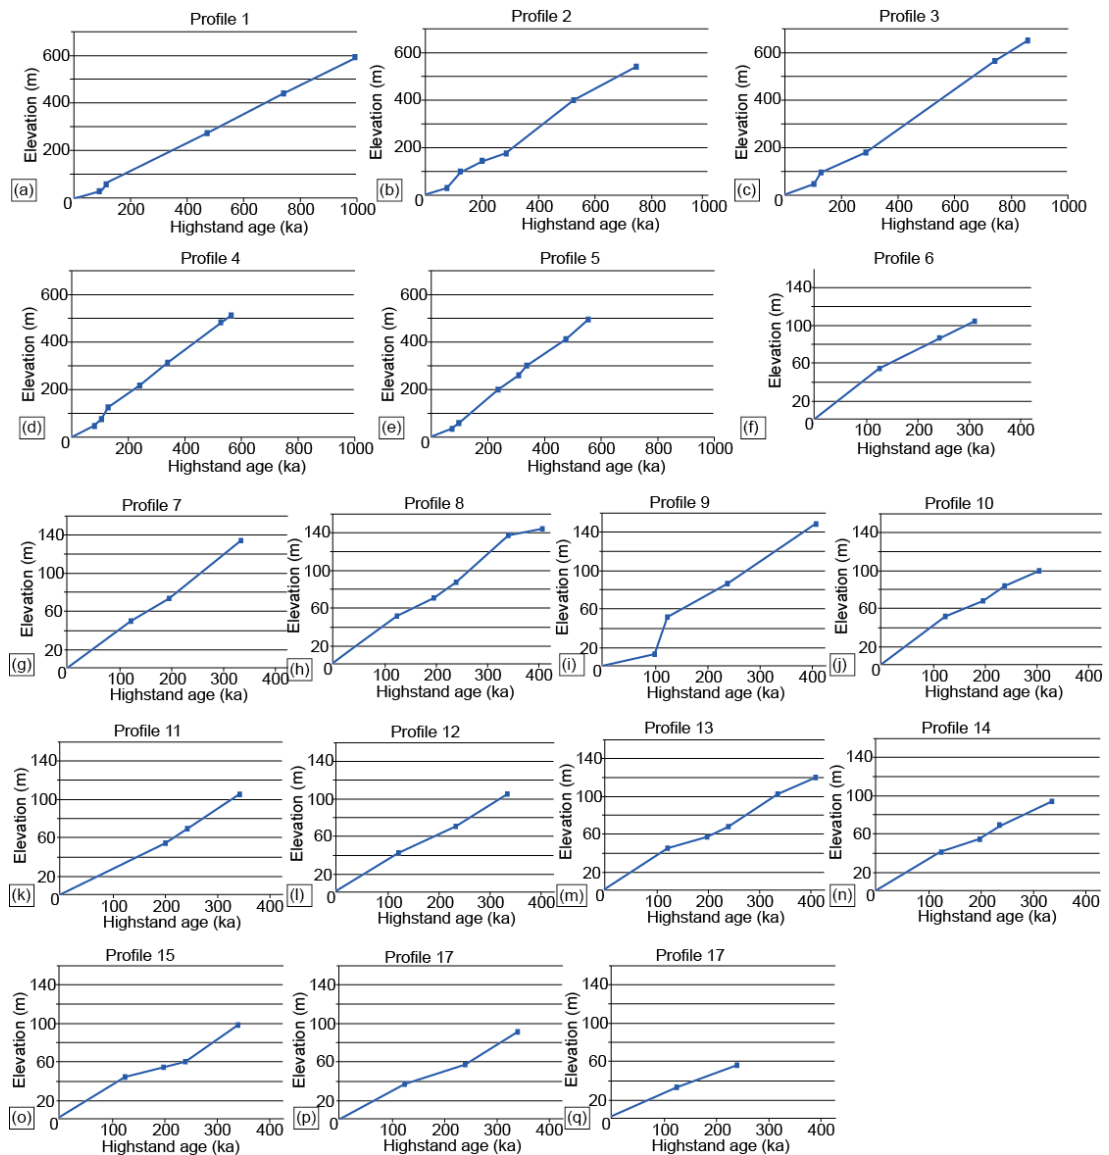 Profile 1
Elevation (m)
600
400
200
0
200
400
600
800
1000
Highstand age (ka)
(a)
Profile 2
Elevation (m)
600
400
200
0
200
400
600
800
1000
Highstand age (ka)
(b)
Profile 3
Elevation (m)
600
400
200
0
200
400
600
800
1000
Highstand age (ka)
(c)
Profile 4
Elevation (m)
600
400
200
0
200
400
600
800
1000
Highstand age (ka)
(d)
Profile 5
Elevation (m)
600
400
200
0
200
400
600
800
1000
Highstand age (ka)
(e)
Profile 6
Elevation (m)
140
100
60
20
0
100
200
300
400
Highstand age (ka)
(f)
Profile 7
Elevation (m)
140
100
60
20
0
100
200
300
400
Highstand age (ka)
(g)
Profile 8
Elevation (m)
140
100
60
20
0
100
200
300
400
Highstand age (ka)
(h)
Profile 9
Elevation (m)
140
100
60
20
0
100
200
300
400
Highstand age (ka)
(i)
Profile 10
Elevation (m)
140
100
60
20
0
100
200
300
400
Highstand age (ka)
(j)
Profile 11
Elevation (m)
140
100
60
20
0
100
200
300
400
Highstand age (ka)
(k)
Profile 12
Elevation (m)
140
100
60
20
0
100
200
300
400
Highstand age (ka)
(l)
Profile 13
Elevation (m)
140
100
60
20
0
100
200
300
400
Highstand age (ka)
(m)
Profile 14
Elevation (m)
140
100
60
20
0
100
200
300
400
Highstand age (ka)
(n)
Profile 15
Elevation (m)
140
100
60
20
0
100
200
300
400
Highstand age (ka)
(o)
Profile 17
Elevation (m)
140
100
60
20
0
100
200
300
400
Highstand age (ka)
(p)
Profile 17
Elevation (m)
140
100
60
20
0
100
200
300
400
Highstand age (ka)
(q)